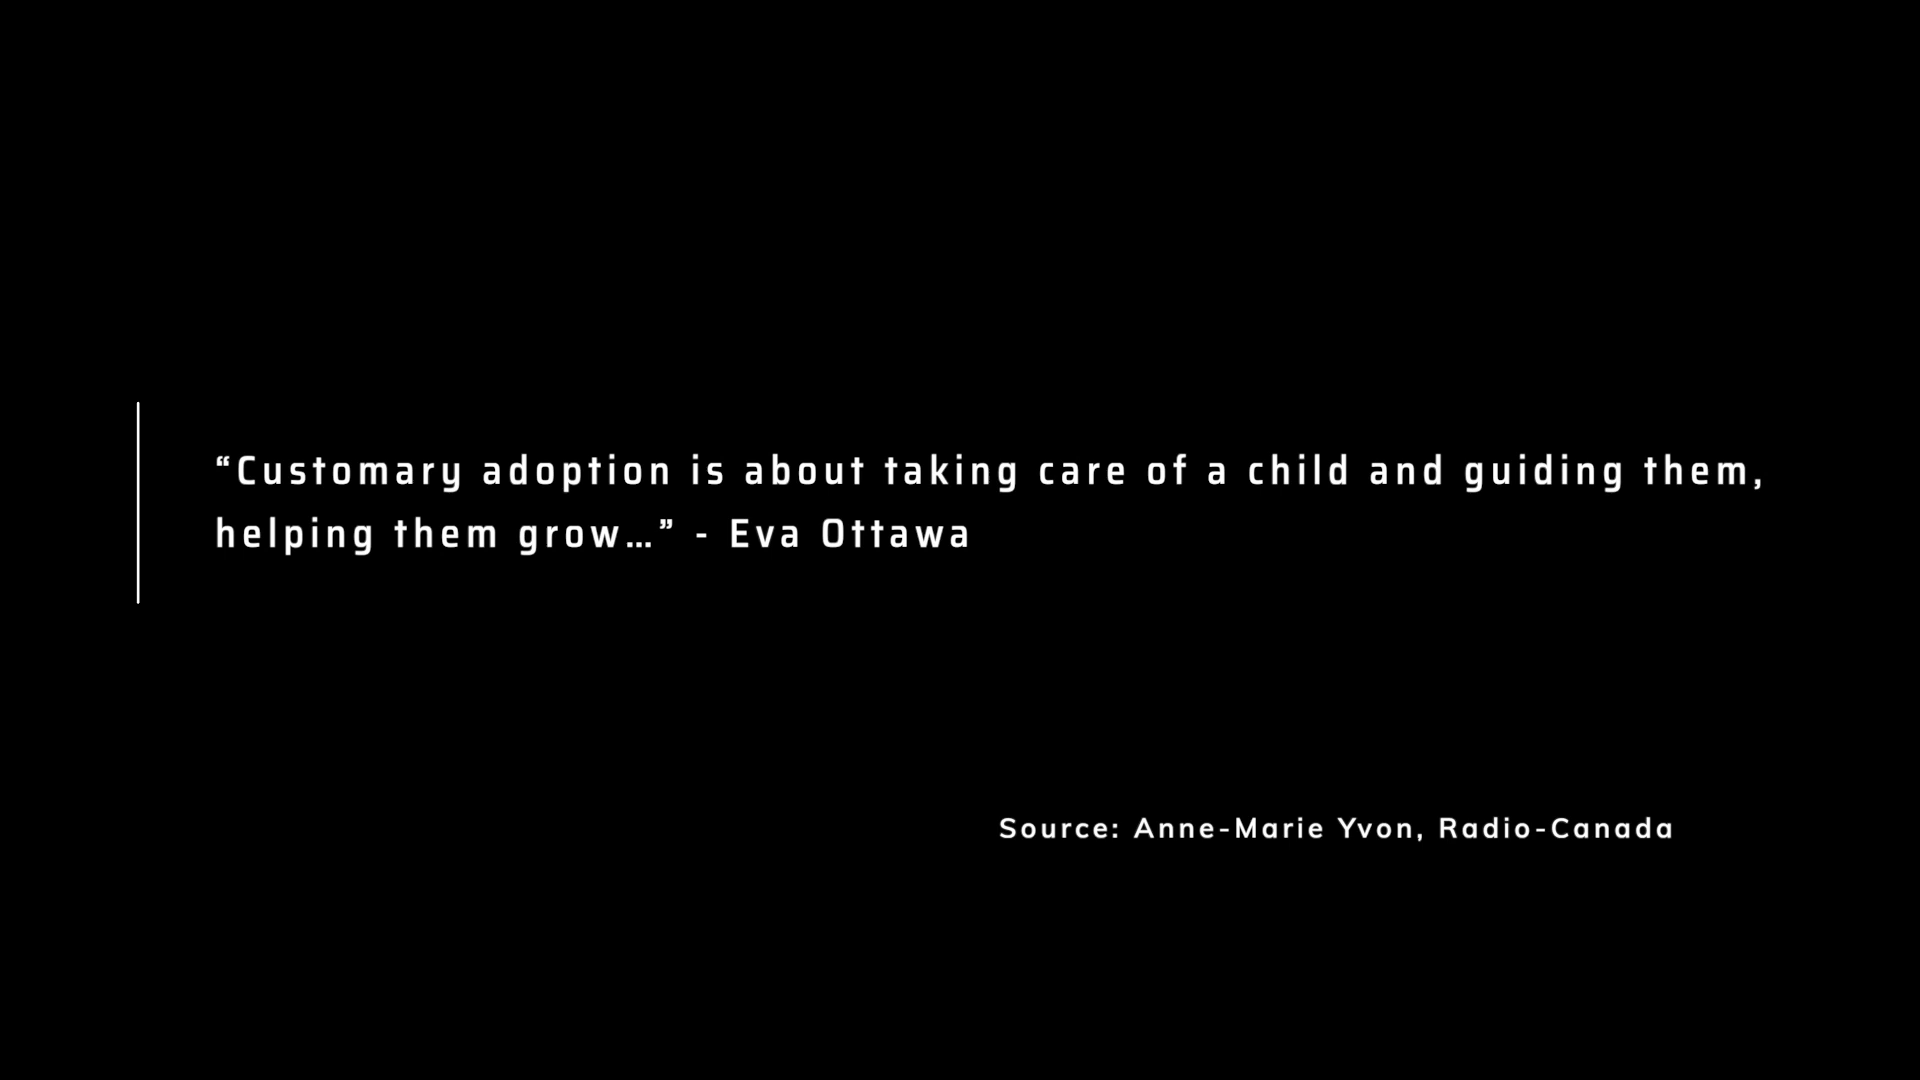 “Customary adoption is about taking care of a child and guiding them,
helping them grow...” - Eva Ottawa
Source: Anne-Marie Yvon, Radio-Canada